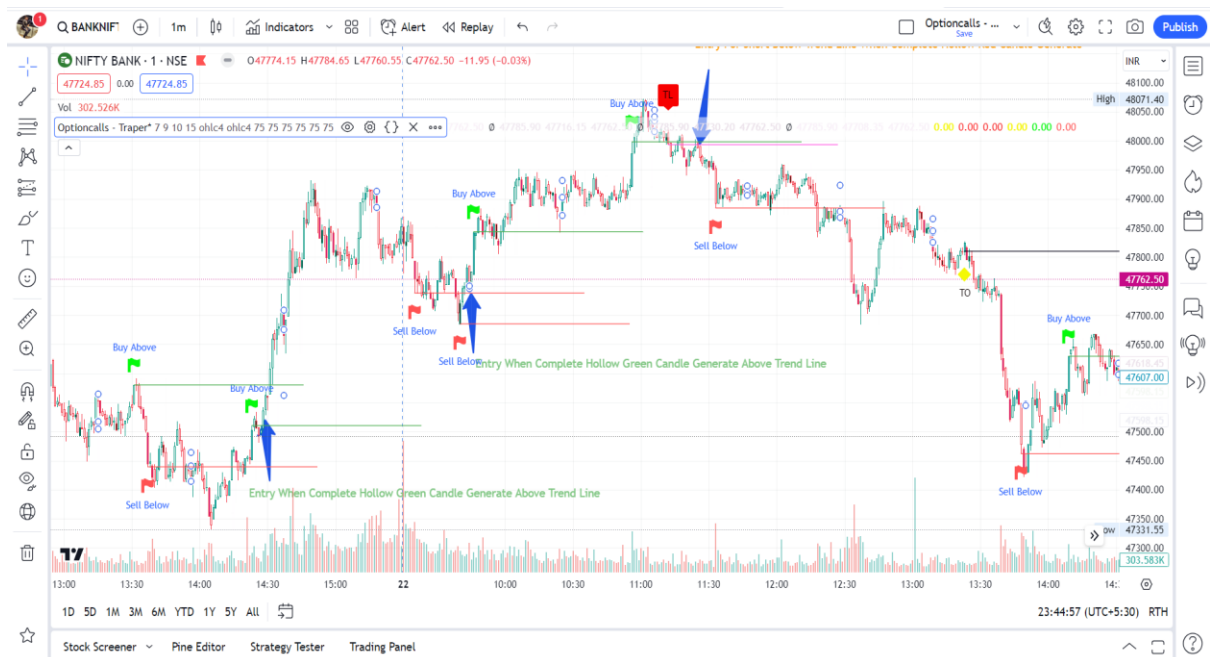 1
BANKNIFT
1m
Indicators
Alert
Replay
Optioncalls - ...
Save
Publish
NIFTY BANK · 1 · NSE
O47774.15 H47784.65 L47760.55 C47762.50 -11.95 (-0.03%)
INR
47724.85 0.00 47724.85
Vol 302.526K
Optioncalls - Traper* 7 9 10 15 ohlc4 ohlc4 75 75 75 75 75 75
0.00 0.00 0.00 0.00 0.00 0.00
48100.00
High 48071.40
48050.00
48000.00
47950.00
47900.00
47850.00
47800.00
47762.50
47750.00
47700.00
47650.00
47618.45
47607.00
47500.00
47450.00
47400.00
47350.00
47331.55
47300.00
303.583K
Buy Above
TL
Buy Above
Sell Below
TO
Sell Below
Buy Above
Sell Below
Entry When Complete Hollow Green Candle Generate Above Trend Line
Buy Above
Buy Above
Entry When Complete Hollow Green Candle Generate Above Trend Line
Sell Below
Sell Below
13:00 13:30 14:00 14:30 15:00 22 10:00 10:30 11:00 11:30 12:00 12:30 13:00 13:30 14:00 14:
1D 5D 1M 3M 6M YTD 1Y 5Y All
23:44:57 (UTC+5:30) RTH
Stock Screener Pine Editor Strategy Tester Trading Panel